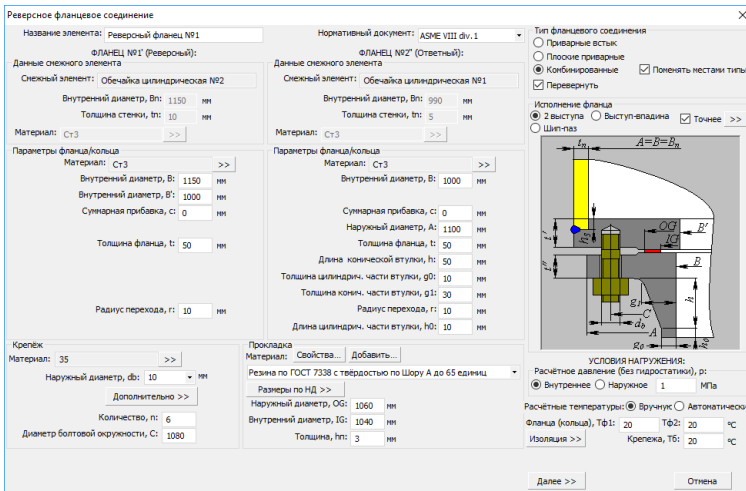 Реверсное фланцевое соединение
Название элемента: Реверсный фланец №1
Нормативный документ: ASME VIII div.1
ФЛАНЕЦ №1' (Реверсный):
Данные смежного элемента
Смежный элемент: Обечайка цилиндрическая №2
Внутренний диаметр, Bn: 1150 мм
Толщина стенки, tn: 10 мм
Материал: Ст3 >>
Параметры фланца/кольца
Материал: Ст3 >>
Внутренний диаметр, B: 1150 мм
Внутренний диаметр, B': 1000 мм
Суммарная прибавка, c: 0 мм
Толщина фланца, t: 50 мм
Радиус перехода, r: 10 мм
Крепёж
Материал: 35 >>
Наружный диаметр, db: 10 мм
Дополнительно >>
Количество, n: 6
Диаметр болтовой окружности, C: 1080
ФЛАНЕЦ №2" (Ответный):
Данные смежного элемента
Смежный элемент: Обечайка цилиндрическая №1
Внутренний диаметр, Bn: 990 мм
Толщина стенки, tn: 5 мм
Материал: Ст3 >>
Параметры фланца/кольца
Материал: Ст3 >>
Внутренний диаметр, B: 1000 мм
Суммарная прибавка, c: 0 мм
Наружный диаметр, A: 1100 мм
Толщина фланца, t: 50 мм
Длина конической втулки, h: 50 мм
Толщина цилиндрич. части втулки, g0: 10 мм
Толщина конич. части втулки, g1: 30 мм
Радиус перехода, r: 10 мм
Длина цилиндрич. части втулки, h0: 10 мм
Прокладка
Материал: Свойства... Добавить...
Резина по ГОСТ 7338 с твёрдостью по Шору А до 65 единиц
Размеры по НД >>
Наружный диаметр, OG: 1060 мм
Внутренний диаметр, IG: 1040 мм
Толщина, hп: 3 мм
Тип фланцевого соединения
Приварные встык
Плоские приварные
Комбинированные Поменять местами типы
Перевернуть
Исполнение фланца
2 выступа Выступ-впадина Точнее >>
Шип-паз
tn A=B=Bn
OG B'
t' h5 IG
t" B
g1 h
C
db
A
g0 h0
УСЛОВИЯ НАГРУЖЕНИЯ:
Расчётное давление (без гидростатики), p:
Внутреннее Наружное 1 МПа
Расчётные температуры: Вручную Автоматически
Фланца (кольца), Тф1: 20 Тф2: 20 °C
Изоляция >> Крепежа, Тб: 20 °C
Далее >> Отмена